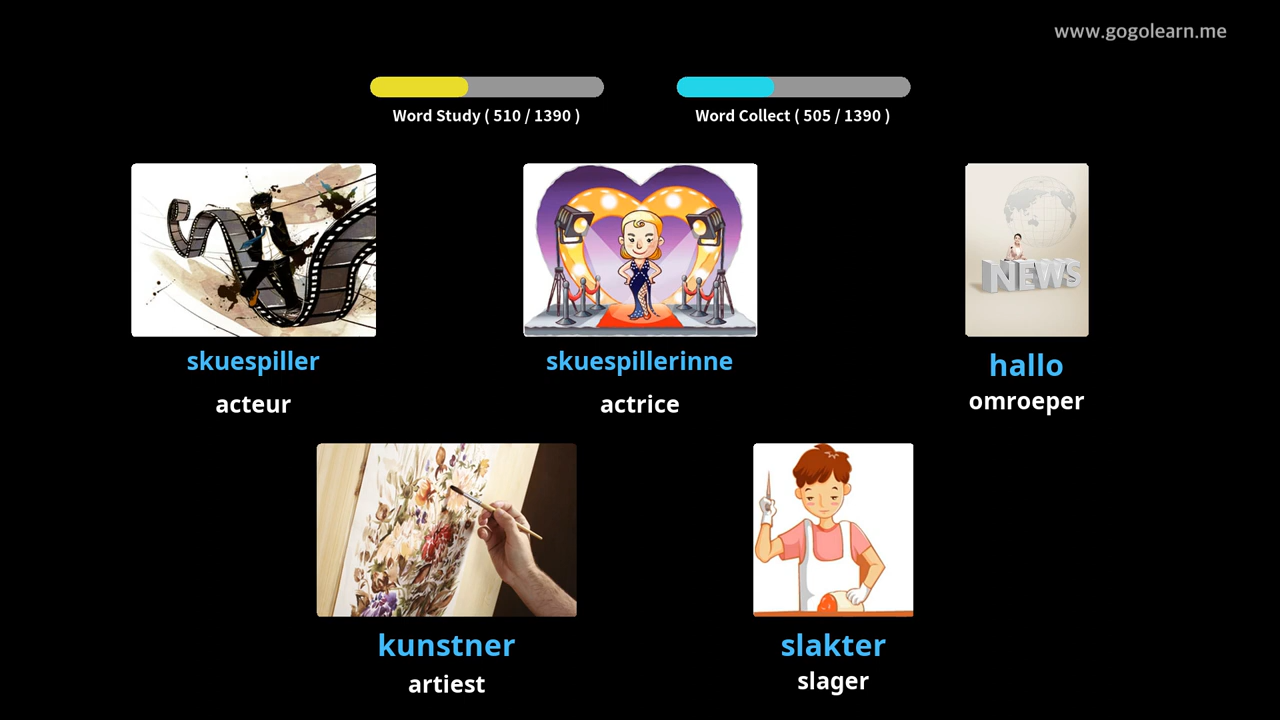 www.gogolearn.me
Word Study ( 510 / 1390 )
Word Collect ( 505 / 1390 )
NEWS
skuespiller
skuespillerinne
hallo
acteur
actrice
omroeper
kunstner
slakter
artiest
slager